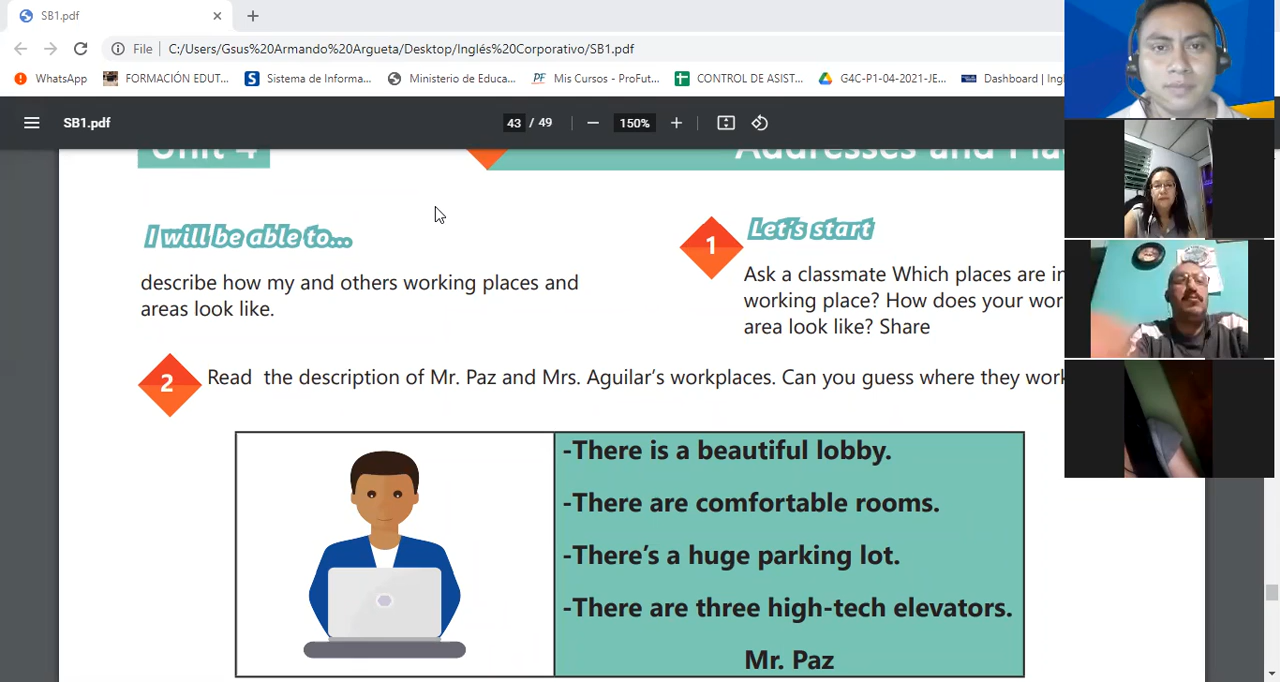 SB1.pdf
File C:/Users/Gsus%20Armando%20Argueta/Desktop/Inglés%20Corporativo/SB1.pdf
WhatsApp FORMACIÓN EDUT... Sistema de Informa... Ministerio de Educa... Mis Cursos - ProFut... CONTROL DE ASIST... G4C-P1-04-2021-JE... Dashboard | Ingl
SB1.pdf 43 / 49 150%
Unit 4 Addresses and Pla
I will be able to...
describe how my and others working places and
areas look like.
1 Let's start
Ask a classmate Which places are in
working place? How does your wor
area look like? Share
2 Read the description of Mr. Paz and Mrs. Aguilar's workplaces. Can you guess where they work
-There is a beautiful lobby.
-There are comfortable rooms.
-There's a huge parking lot.
-There are three high-tech elevators.
Mr. Paz